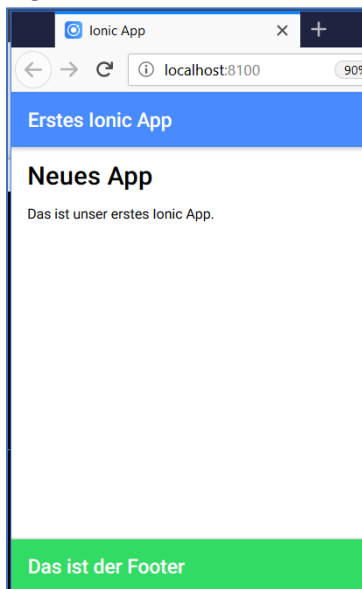 Ionic App
localhost:8100
90%
Erstes Ionic App
Neues App
Das ist unser erstes Ionic App.
Das ist der Footer